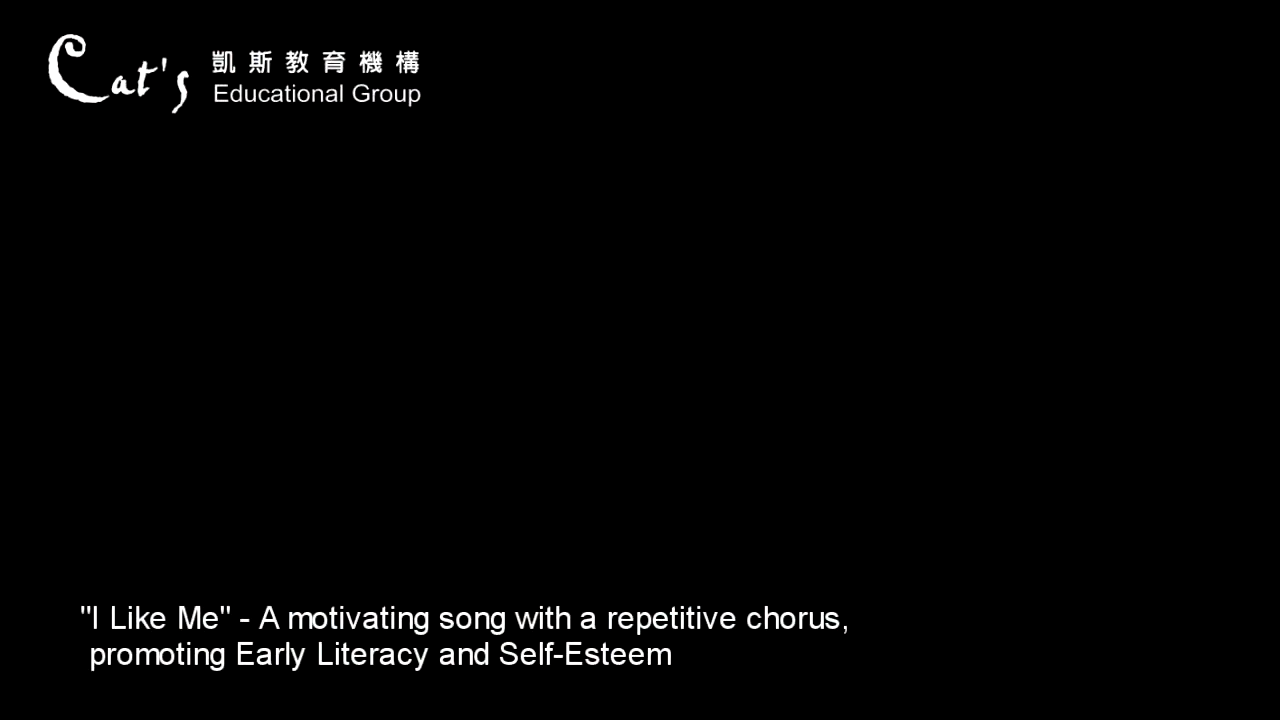 Cat's
凱斯教育機構
Educational Group
"I Like Me" - A motivating song with a repetitive chorus,
promoting Early Literacy and Self-Esteem